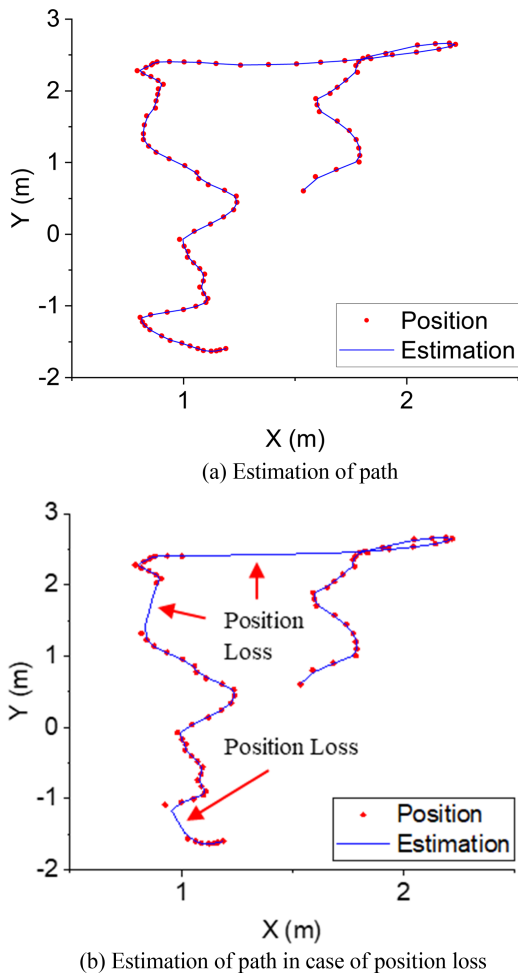 3
2
1
0
-1
-2
Y (m)
Position
Estimation
1
2
X (m)
(a) Estimation of path
3
2
1
0
-1
-2
Y (m)
Position
Loss
Position Loss
Position
Estimation
1
2
X (m)
(b) Estimation of path in case of position loss